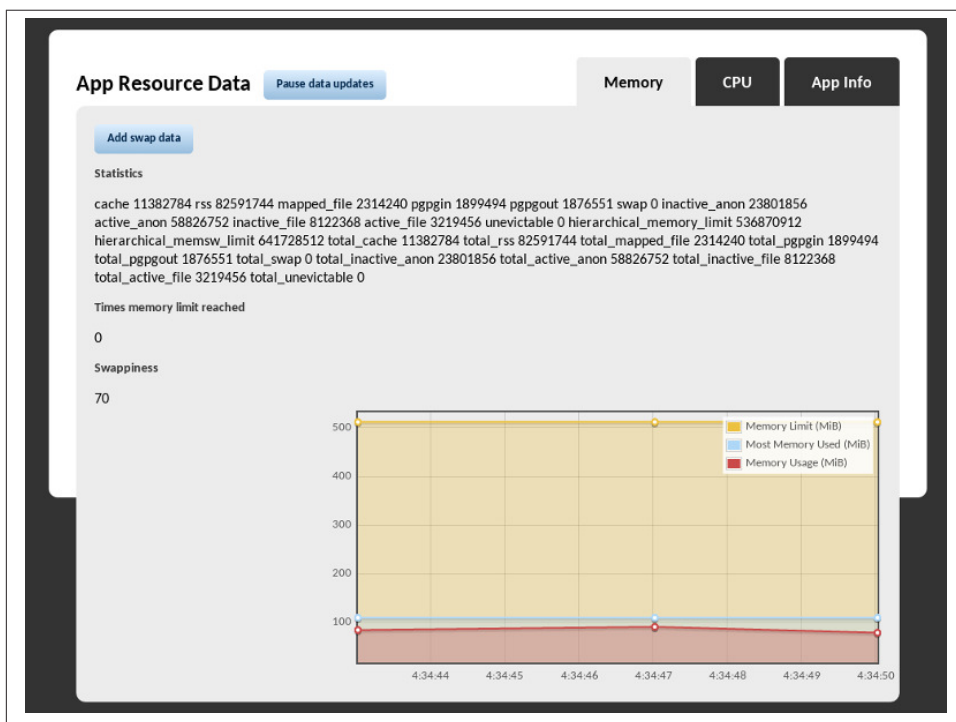 App Resource Data
Pause data updates
Memory
CPU
App Info
Add swap data
Statistics
cache 11382784 rss 82591744 mapped_file 2314240 pgpgin 1899494 pgpgout 1876551 swap 0 inactive_anon 23801856
active_anon 58826752 inactive_file 8122368 active_file 3219456 unevictable 0 hierarchical_memory_limit 536870912
hierarchical_memsw_limit 641728512 total_cache 11382784 total_rss 82591744 total_mapped_file 2314240 total_pgpgin 1899494
total_pgpgout 1876551 total_swap 0 total_inactive_anon 23801856 total_active_anon 58826752 total_inactive_file 8122368
total_active_file 3219456 total_unevictable 0
Times memory limit reached
0
Swappiness
70
500
400
300
200
100
Memory Limit (MiB)
Most Memory Used (MiB)
Memory Usage (MiB)
4:34:44 4:34:45 4:34:46 4:34:47 4:34:48 4:34:49 4:34:50